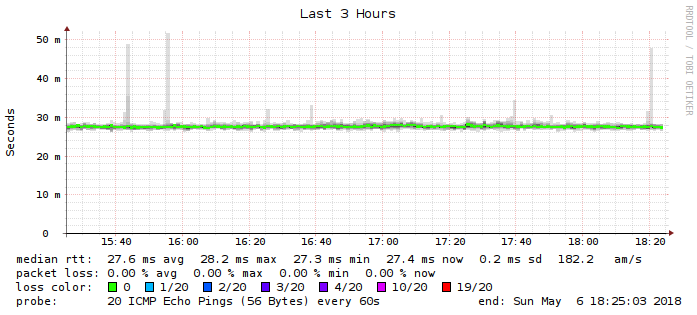 Last 3 Hours
RRDTOOL / TOBI OETIKER
Seconds
50 m
40 m
30 m
20 m
10 m
0
15:40 16:00 16:20 16:40 17:00 17:20 17:40 18:00 18:20
median rtt: 27.6 ms avg 28.2 ms max 27.3 ms min 27.4 ms now 0.2 ms sd 182.2 am/s
packet loss: 0.00 % avg 0.00 % max 0.00 % min 0.00 % now
loss color: 0 1/20 2/20 3/20 4/20 10/20 19/20
probe: 20 ICMP Echo Pings (56 Bytes) every 60s end: Sun May 6 18:25:03 2018